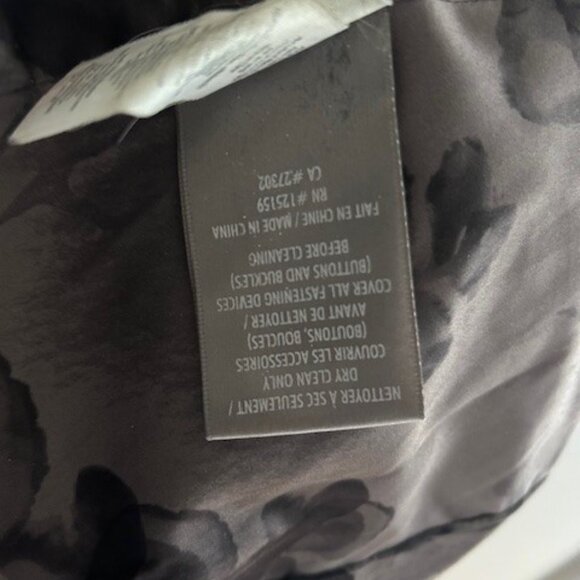 NETTOYER À SEC SEULEMENT /
DRY CLEAN ONLY
COUVRIR LES ACCESSOIRES
(BOUTONS, BOUCLES)
AVANT DE NETTOYER /
COVER ALL FASTENING DEVICES
(BUTTONS AND BUCKLES)
BEFORE CLEANING
FAIT EN CHINE / MADE IN CHINA
RN # 125159
CA # 27302